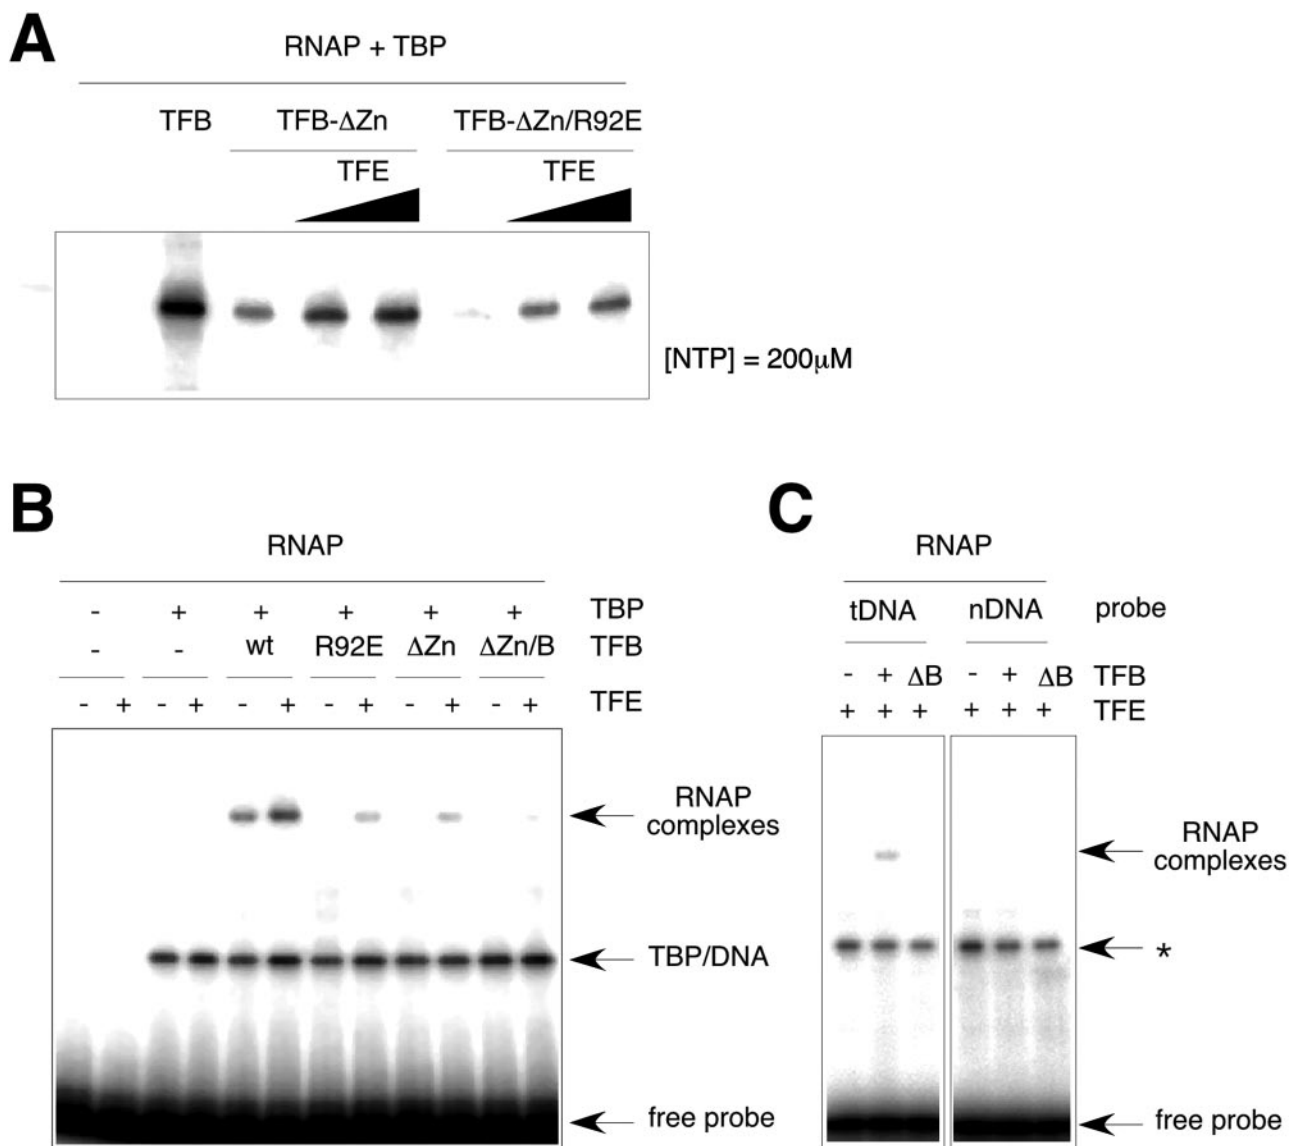 A
RNAP + TBP
TFB TFB-ΔZn TFB-ΔZn/R92E
TFE TFE
[NTP] = 200μM
B
RNAP
- + + + + + TBP
- - wt R92E ΔZn ΔZn/B TFB
- + - + - + - + - + - + TFE
RNAP
complexes
TBP/DNA
free probe
C
RNAP
tDNA nDNA probe
- + ΔB - + ΔB TFB
+ + + + + + TFE
RNAP
complexes
*
free probe